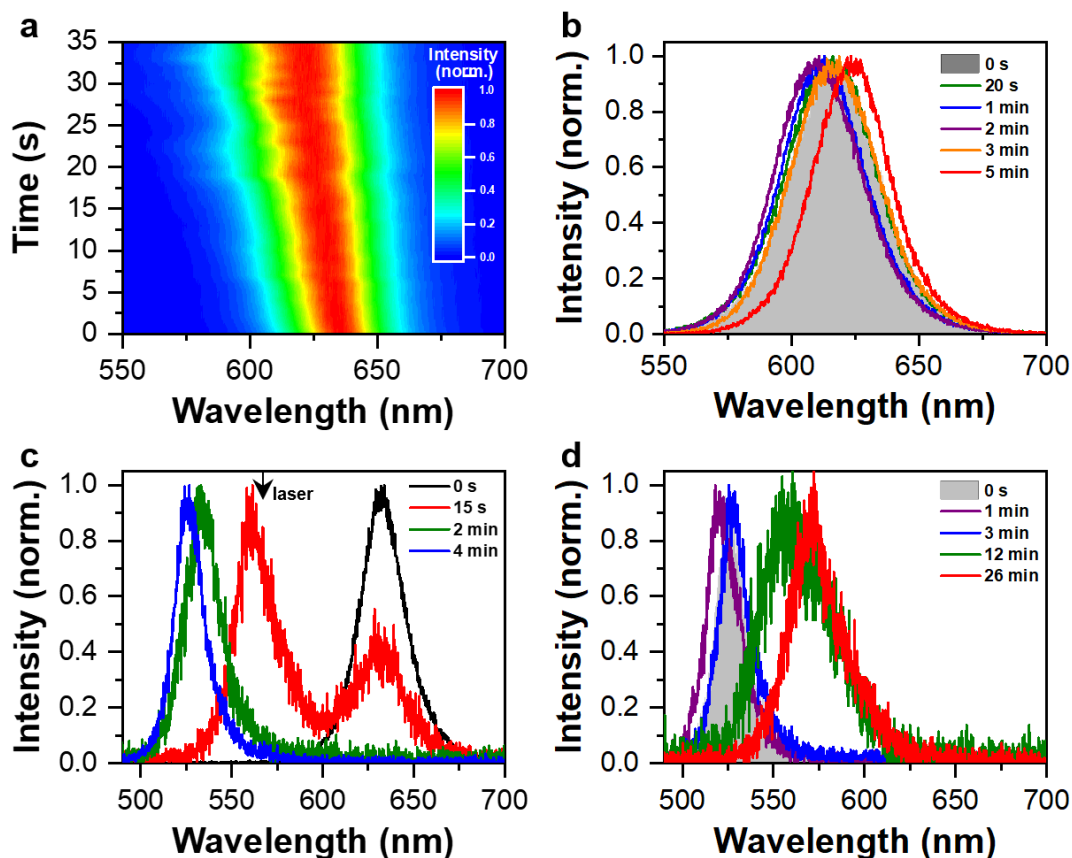 a
35
30
25
20
15
10
5
0
Time (s)
550
600
650
700
Wavelength (nm)
Intensity
(norm.)
1.0
0.8
0.6
0.4
0.2
0.0
b
1.0
0.8
0.6
0.4
0.2
0.0
Intensity (norm.)
550
600
650
700
Wavelength (nm)
0 s
20 s
1 min
2 min
3 min
5 min
c
1.0
0.8
0.6
0.4
0.2
0.0
Intensity (norm.)
500
550
600
650
700
Wavelength (nm)
laser
0 s
15 s
2 min
4 min
d
1.0
0.8
0.6
0.4
0.2
0.0
Intensity (norm.)
500
550
600
650
700
Wavelength (nm)
0 s
1 min
3 min
12 min
26 min